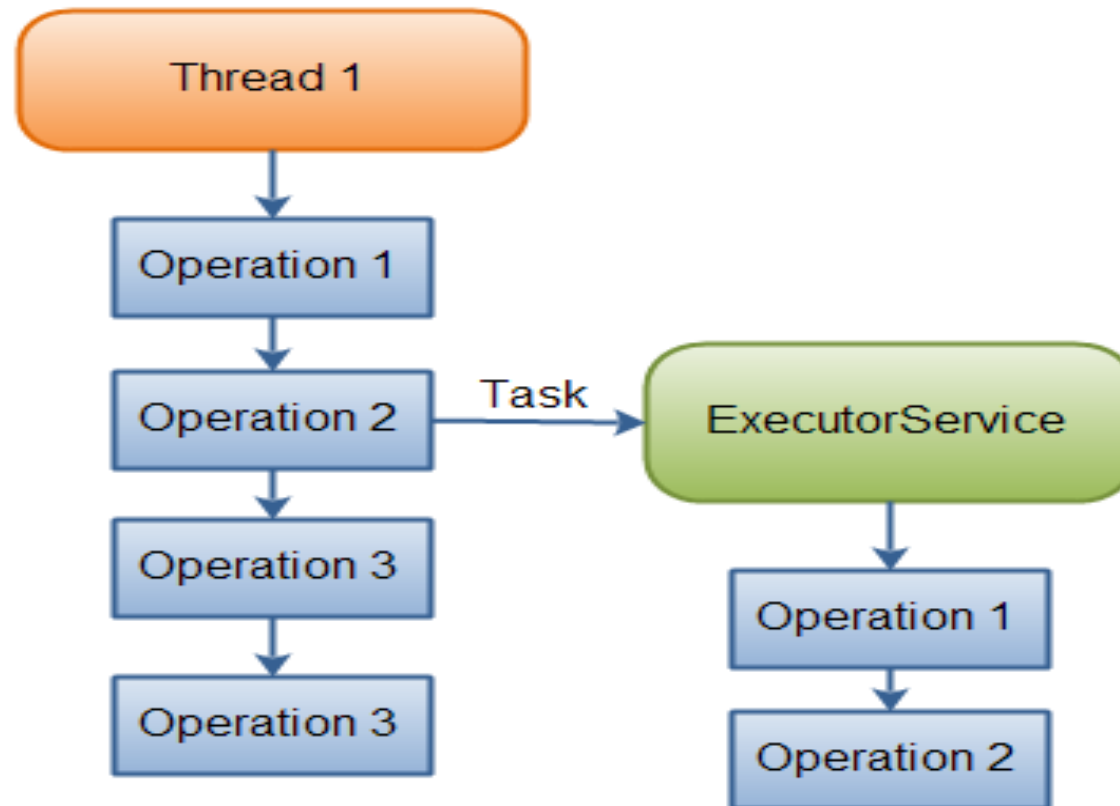 Thread 1
Operation 1
Operation 2
Task
ExecutorService
Operation 3
Operation 3
Operation 1
Operation 2